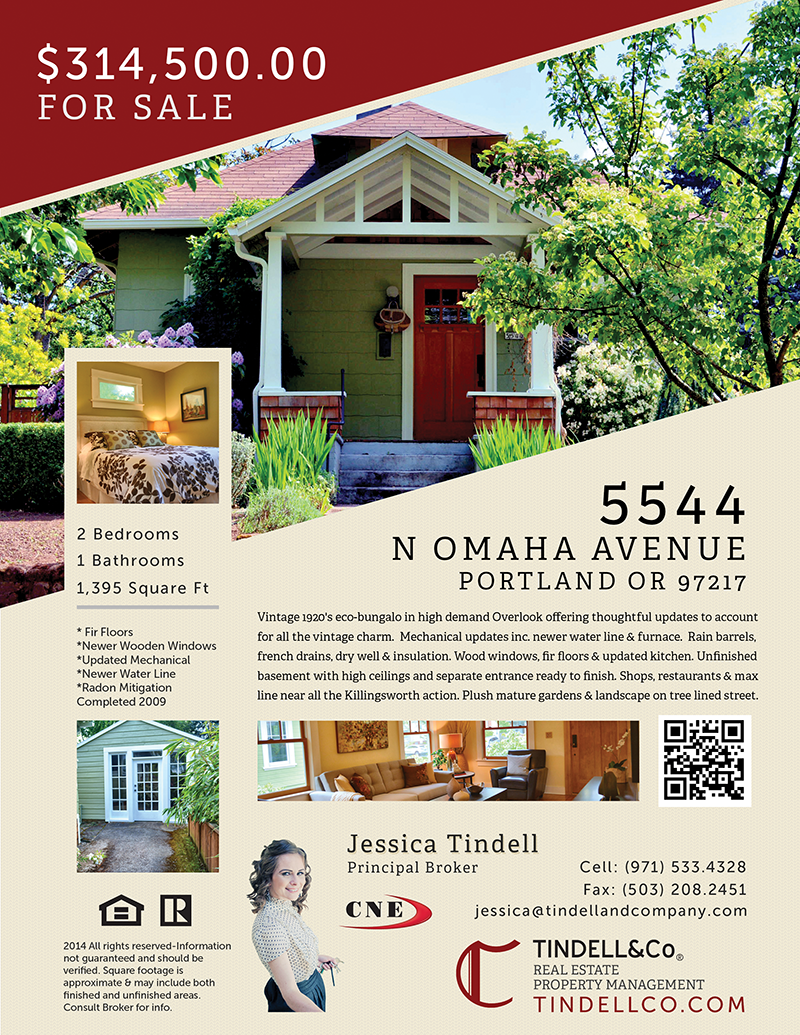 $314,500.00
FOR SALE
5544
N OMAHA AVENUE
PORTLAND OR 97217
2 Bedrooms
1 Bathrooms
1,395 Square Ft
* Fir Floors
*Newer Wooden Windows
*Updated Mechanical
*Newer Water Line
*Radon Mitigation
Completed 2009
Vintage 1920's eco-bungalo in high demand Overlook offering thoughtful updates to account
for all the vintage charm. Mechanical updates inc. newer water line & furnace. Rain barrels,
french drains, dry well & insulation. Wood windows, fir floors & updated kitchen. Unfinished
basement with high ceilings and separate entrance ready to finish. Shops, restaurants & max
line near all the Killingsworth action. Plush mature gardens & landscape on tree lined street.
Jessica Tindell
Principal Broker
CNE
Cell: (971) 533.4328
Fax: (503) 208.2451
jessica@tindellandcompany.com
R
2014 All rights reserved-Information
not guaranteed and should be
verified. Square footage is
approximate & may include both
finished and unfinished areas.
Consult Broker for info.
TINDELL&Co®
REAL ESTATE
PROPERTY MANAGEMENT
TINDELLCO.COM